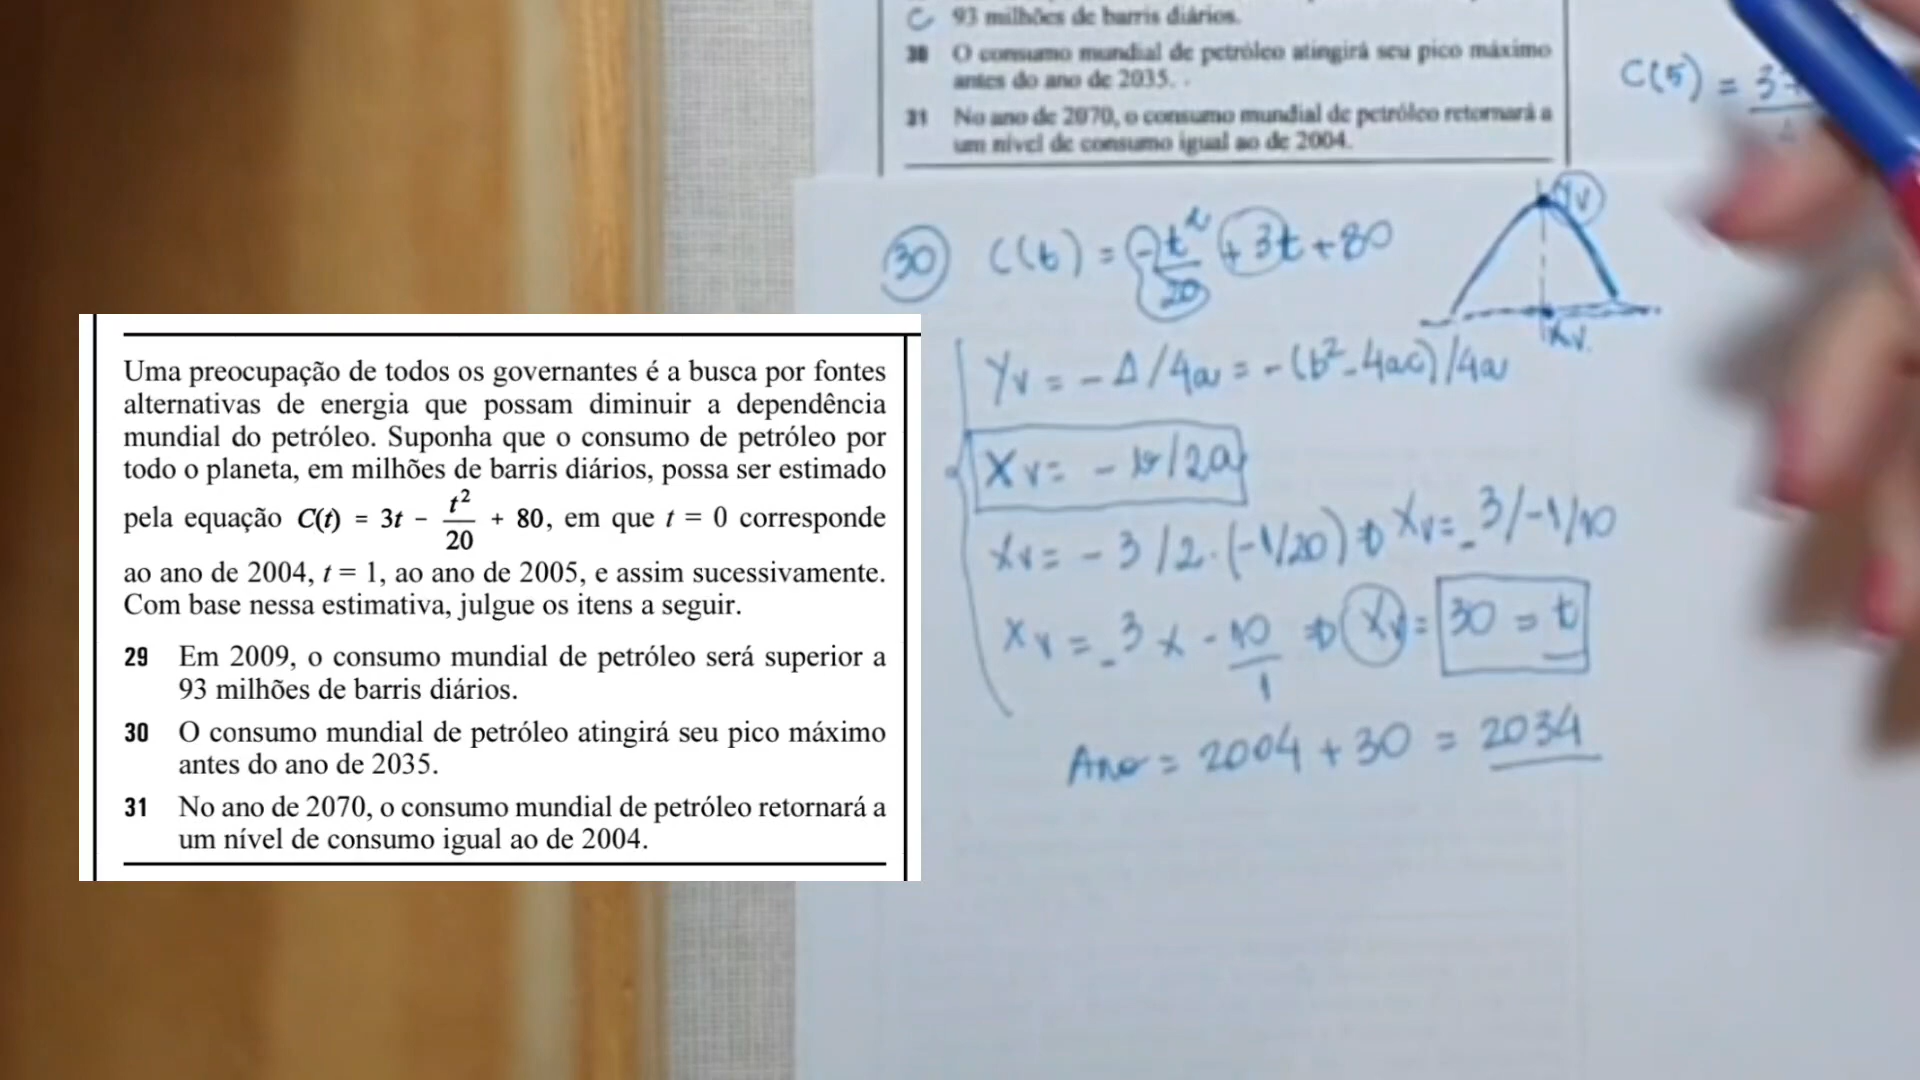 C 93 milhões de barris diários.
30 O consumo mundial de petróleo atingirá seu pico máximo
antes do ano de 2035.
31 No ano de 2070, o consumo mundial de petróleo retornará a
um nível de consumo igual ao de 2004.
C(5) = 3
30 C(t) = -t²/20 + 3t + 80
Yv
Xv.
Yv = - Δ/4a = -(b²-4ac)/4a
Xv = - b/2a
Xv = - 3/2.(-1/20) ⇒ Xv = -3/-1/10
Xv = -3 x -10/1 ⇒ Xv = 30 = t
Ano = 2004 + 30 = 2034
Uma preocupação de todos os governantes é a busca por fontes
alternativas de energia que possam diminuir a dependência
mundial do petróleo. Suponha que o consumo de petróleo por
todo o planeta, em milhões de barris diários, possa ser estimado
pela equação C(t) = 3t - t²/20 + 80, em que t = 0 corresponde
ao ano de 2004, t = 1, ao ano de 2005, e assim sucessivamente.
Com base nessa estimativa, julgue os itens a seguir.
29 Em 2009, o consumo mundial de petróleo será superior a
93 milhões de barris diários.
30 O consumo mundial de petróleo atingirá seu pico máximo
antes do ano de 2035.
31 No ano de 2070, o consumo mundial de petróleo retornará a
um nível de consumo igual ao de 2004.